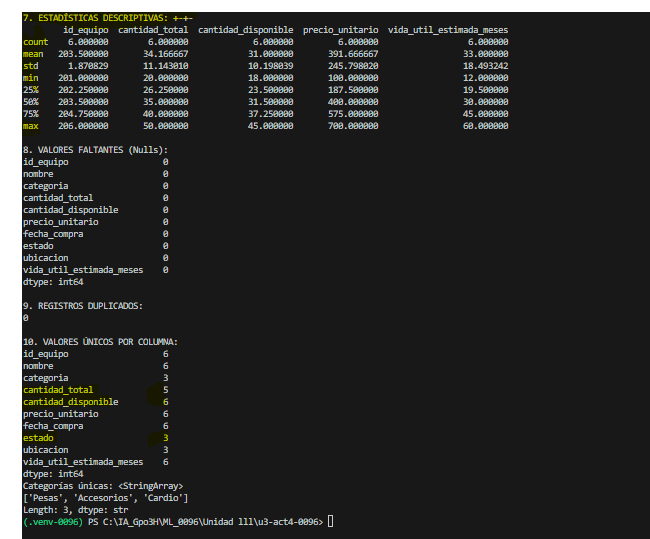 7. ESTADÍSTICAS DESCRIPTIVAS: +-+-
id_equipo cantidad_total cantidad_disponible precio_unitario vida_util_estimada_meses
count 6.000000 6.000000 6.000000 6.000000 6.000000
mean 203.500000 34.166667 31.000000 391.666667 33.000000
std 1.870829 11.143010 10.198039 245.798020 18.493242
min 201.000000 20.000000 18.000000 100.000000 12.000000
25% 202.250000 26.250000 23.500000 187.500000 19.500000
50% 203.500000 35.000000 31.500000 400.000000 30.000000
75% 204.750000 40.000000 37.250000 575.000000 45.000000
max 206.000000 50.000000 45.000000 700.000000 60.000000
8. VALORES FALTANTES (Nulls):
id_equipo 0
nombre 0
categoria 0
cantidad_total 0
cantidad_disponible 0
precio_unitario 0
fecha_compra 0
estado 0
ubicacion 0
vida_util_estimada_meses 0
dtype: int64
9. REGISTROS DUPLICADOS:
0
10. VALORES ÚNICOS POR COLUMNA:
id_equipo 6
nombre 6
categoria 3
cantidad_total 5
cantidad_disponible 6
precio_unitario 6
fecha_compra 6
estado 3
ubicacion 3
vida_util_estimada_meses 6
dtype: int64
Categorías únicas: <StringArray>
['Pesas', 'Accesorios', 'Cardio']
Length: 3, dtype: str
(.venv-0096) PS C:\IA_Gpo3H\ML_0096\Unidad lll\u3-act4-0096>